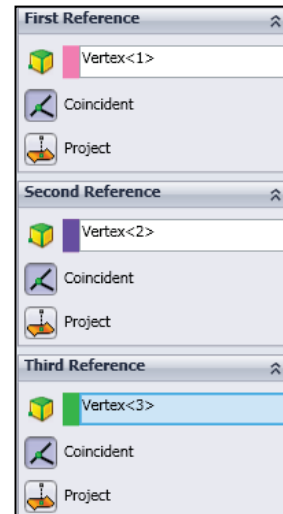 First Reference
Vertex<1>
Coincident
Project
Second Reference
Vertex<2>
Coincident
Project
Third Reference
Vertex<3>
Coincident
Project